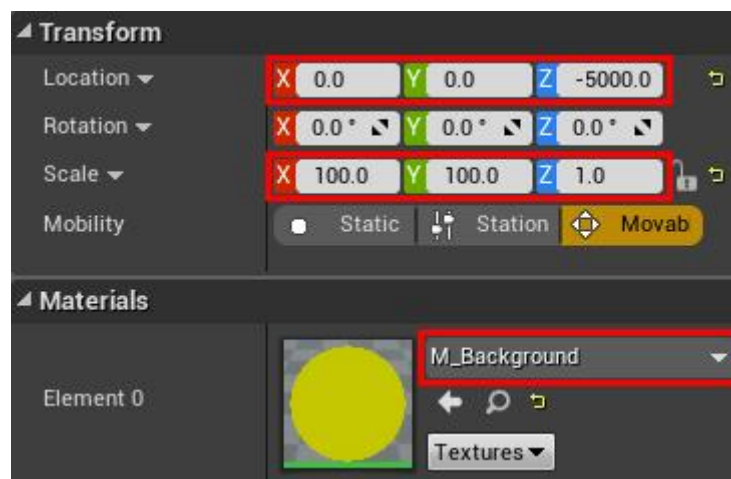 Transform
Location X 0.0 Y 0.0 Z -5000.0
Rotation X 0.0 ° Y 0.0 ° Z 0.0 °
Scale X 100.0 Y 100.0 Z 1.0
Mobility Static Station Movab
Materials
M_Background
Element 0
Textures